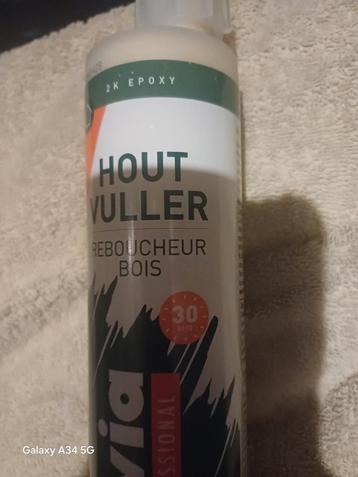 2K EPOXY
HOUT
VULLER
REBOUCHEUR
BOIS
30
via
SSIONAL
Galaxy A34 5G